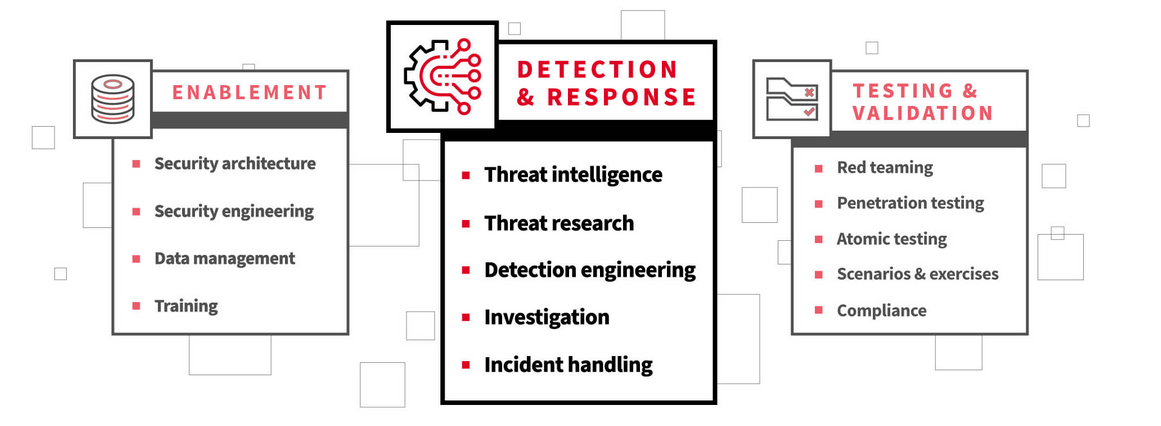 ENABLEMENT
Security architecture
Security engineering
Data management
Training
DETECTION
& RESPONSE
Threat intelligence
Threat research
Detection engineering
Investigation
Incident handling
TESTING &
VALIDATION
Red teaming
Penetration testing
Atomic testing
Scenarios & exercises
Compliance